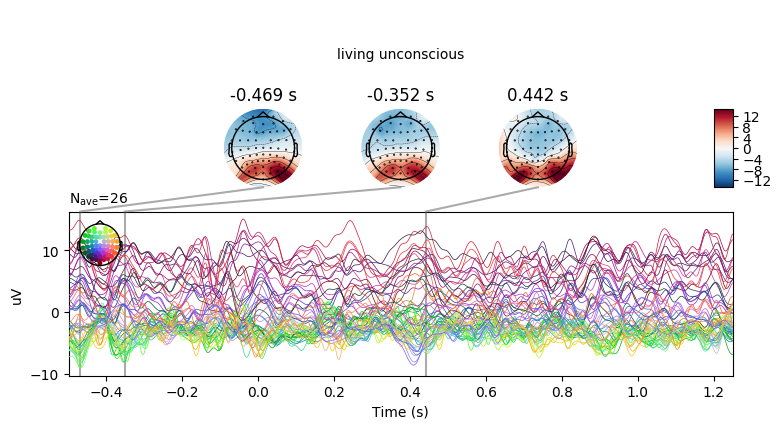 living unconscious
-0.469 s -0.352 s 0.442 s
12
8
4
0
−4
−8
−12
Nave=26
10
0
−10
uV
−0.4 −0.2 0.0 0.2 0.4 0.6 0.8 1.0 1.2
Time (s)